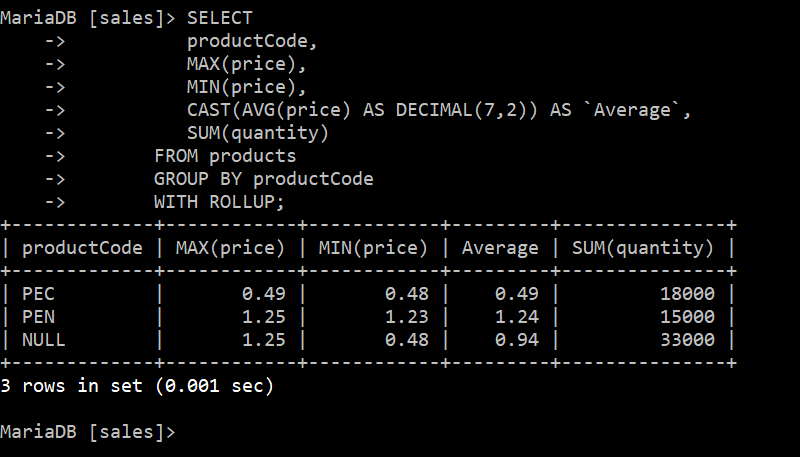 MariaDB [sales]> SELECT
    ->           productCode,
    ->           MAX(price),
    ->           MIN(price),
    ->           CAST(AVG(price) AS DECIMAL(7,2)) AS `Average`,
    ->           SUM(quantity)
    ->        FROM products
    ->        GROUP BY productCode
    ->        WITH ROLLUP;
+-------------+------------+------------+---------+---------------+
| productCode | MAX(price) | MIN(price) | Average | SUM(quantity) |
+-------------+------------+------------+---------+---------------+
| PEC         |       0.49 |       0.48 |    0.49 |         18000 |
| PEN         |       1.25 |       1.23 |    1.24 |         15000 |
| NULL        |       1.25 |       0.48 |    0.94 |         33000 |
+-------------+------------+------------+---------+---------------+
3 rows in set (0.001 sec)
MariaDB [sales]>